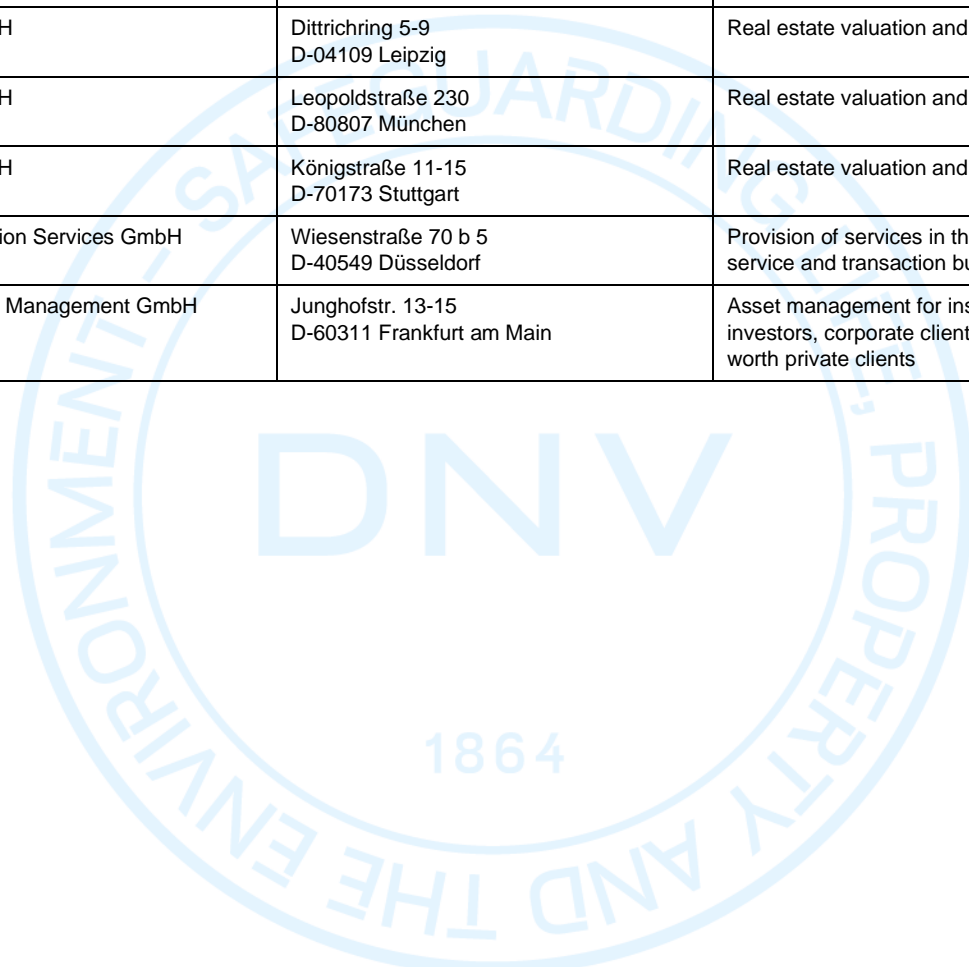 H
Dittrichring 5-9
D-04109 Leipzig
Real estate valuation and
H
Leopoldstraße 230
D-80807 München
Real estate valuation and
H
Königstraße 11-15
D-70173 Stuttgart
Real estate valuation and
ion Services GmbH
Wiesenstraße 70 b 5
D-40549 Düsseldorf
Provision of services in th
service and transaction bu
Management GmbH
Junghofstr. 13-15
D-60311 Frankfurt am Main
Asset management for ins
investors, corporate client
worth private clients
SAFEGUARDING LIFE, PROPERTY AND THE ENVIRONMENT –
DNV
1864